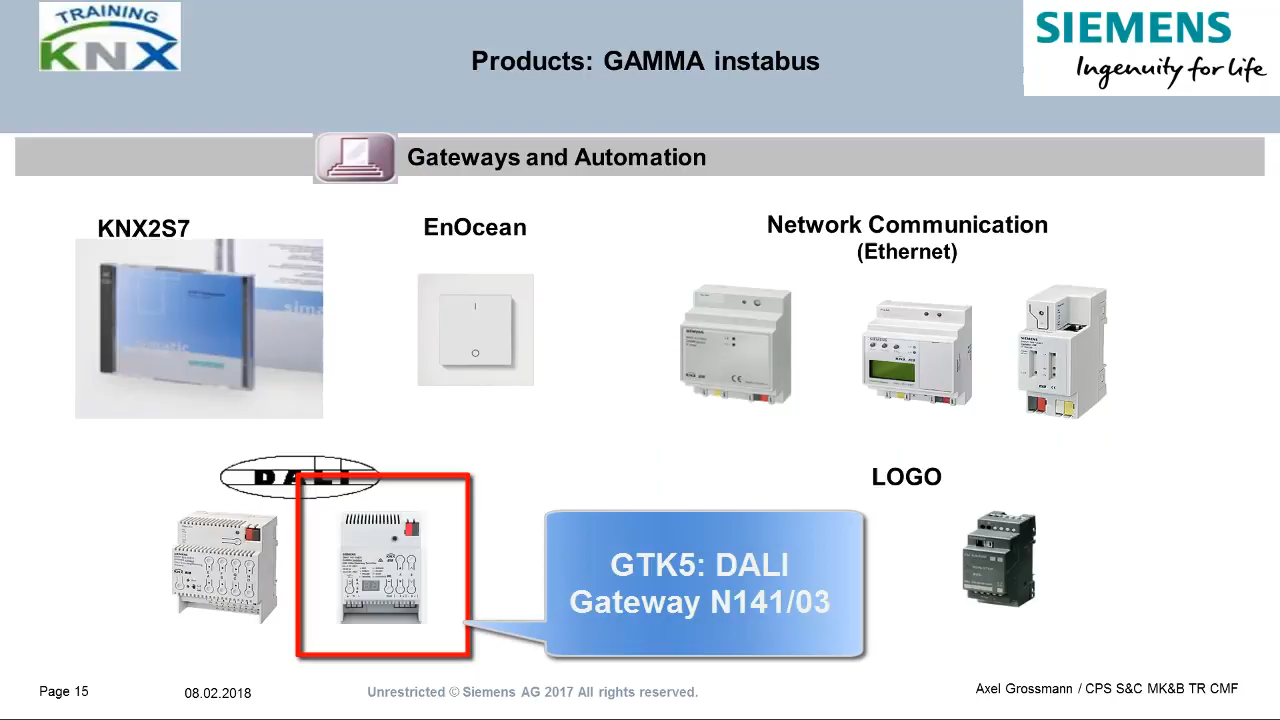 TRAINING
KNX
Products: GAMMA instabus
SIEMENS
Ingenuity for life
Gateways and Automation
KNX2S7
EnOcean
Network Communication
(Ethernet)
SIEMENS
DALI
LOGO
GTK5: DALI
Gateway N141/03
Page 15
08.02.2018
Unrestricted © Siemens AG 2017 All rights reserved.
Axel Grossmann / CPS S&C MK&B TR CMF